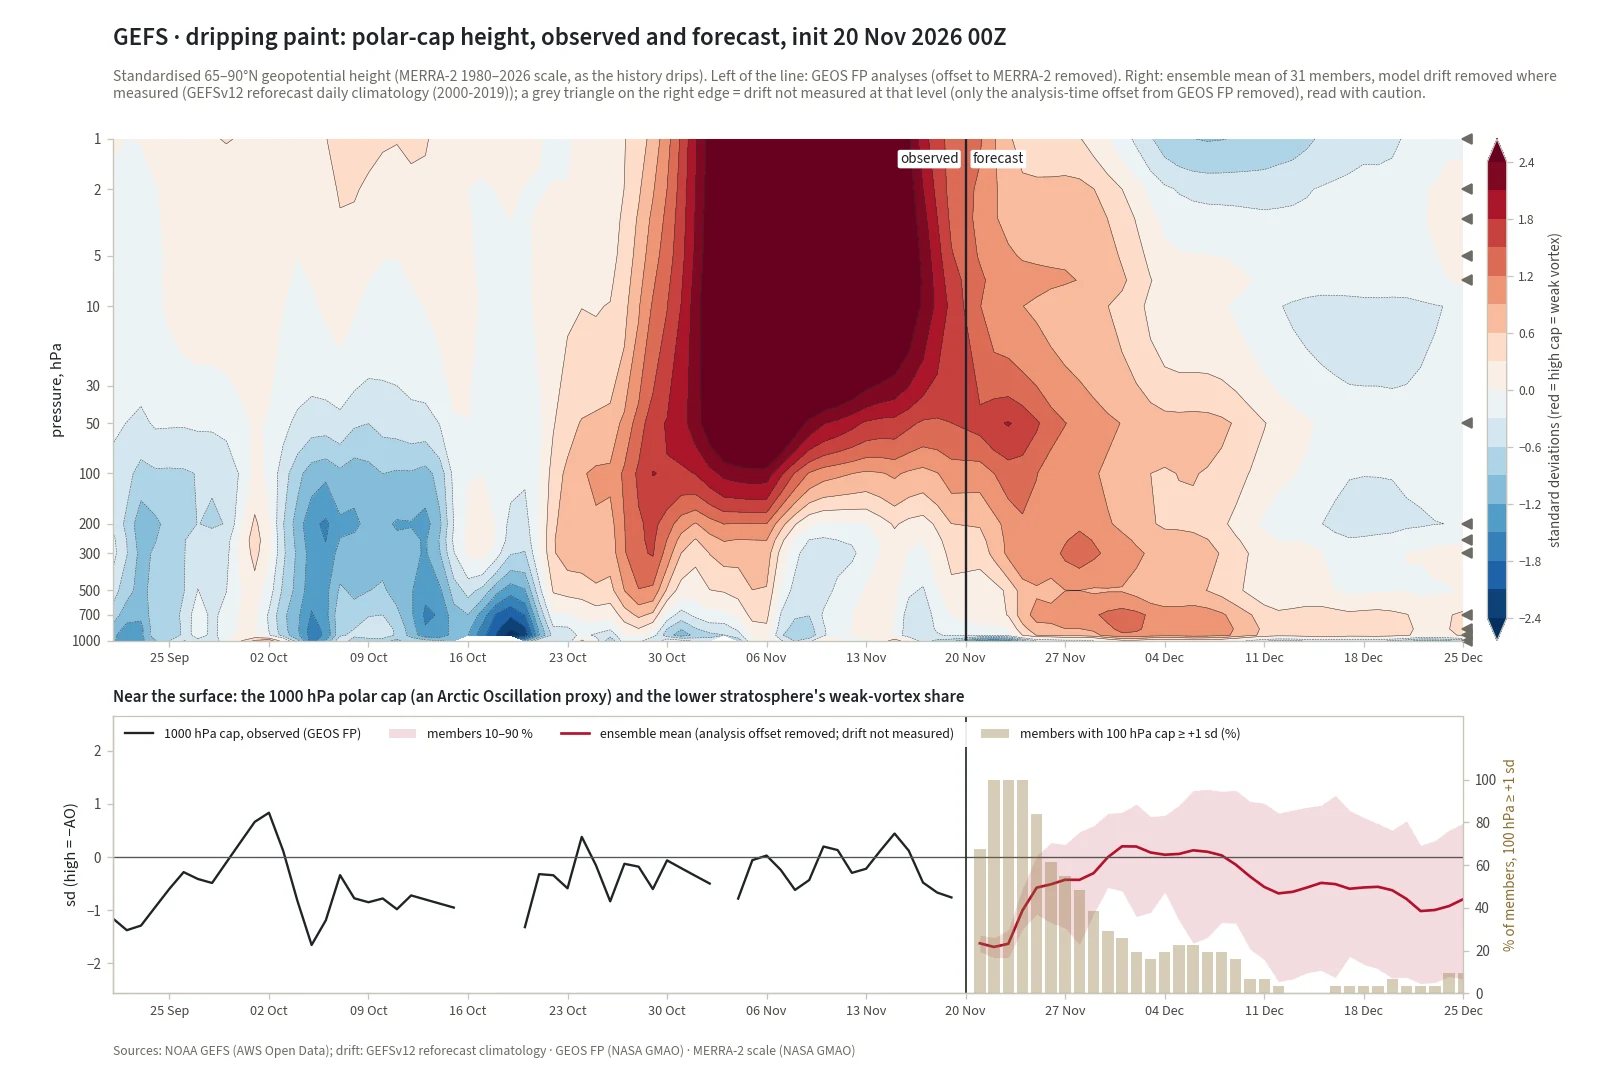 GEFS · dripping paint: polar-cap height, observed and forecast, init 20 Nov 2026 00Z
Standardised 65–90°N geopotential height (MERRA-2 1980–2026 scale, as the history drips). Left of the line: GEOS FP analyses (offset to MERRA-2 removed). Right: ensemble mean of 31 members, model drift removed where
measured (GEFSv12 reforecast daily climatology (2000-2019)); a grey triangle on the right edge = drift not measured at that level (only the analysis-time offset from GEOS FP removed), read with caution.
observed
forecast
pressure, hPa
1
2
5
10
30
50
100
200
300
500
700
1000
25 Sep
02 Oct
09 Oct
16 Oct
23 Oct
30 Oct
06 Nov
13 Nov
20 Nov
27 Nov
04 Dec
11 Dec
18 Dec
25 Dec
2.4
1.8
1.2
0.6
0.0
−0.6
−1.2
−1.8
−2.4
standard deviations (red = high cap = weak vortex)
Near the surface: the 1000 hPa polar cap (an Arctic Oscillation proxy) and the lower stratosphere's weak-vortex share
1000 hPa cap, observed (GEOS FP)
members 10–90 %
ensemble mean (analysis offset removed; drift not measured)
members with 100 hPa cap ≥ +1 sd (%)
sd (high = −AO)
2
1
0
−1
−2
100
80
60
40
20
0
% of members, 100 hPa ≥ +1 sd
25 Sep
02 Oct
09 Oct
16 Oct
23 Oct
30 Oct
06 Nov
13 Nov
20 Nov
27 Nov
04 Dec
11 Dec
18 Dec
25 Dec
Sources: NOAA GEFS (AWS Open Data); drift: GEFSv12 reforecast climatology · GEOS FP (NASA GMAO) · MERRA-2 scale (NASA GMAO)